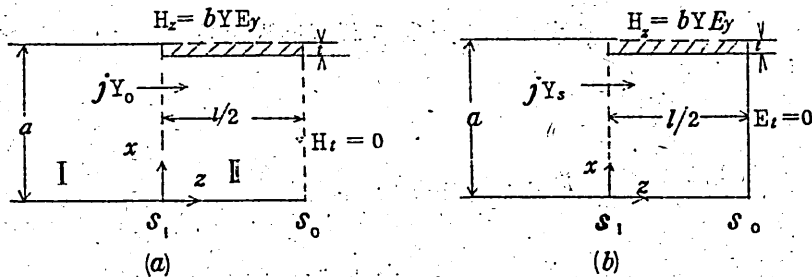 H_z = bYE_y
a
t
jY_0
l/2
H_t = 0
x
z
I
II
S_1
S_0
(a)
H_z = bYE_y
a
t
jY_s
l/2
E_t = 0
x
z
S_1
S_0
(b)